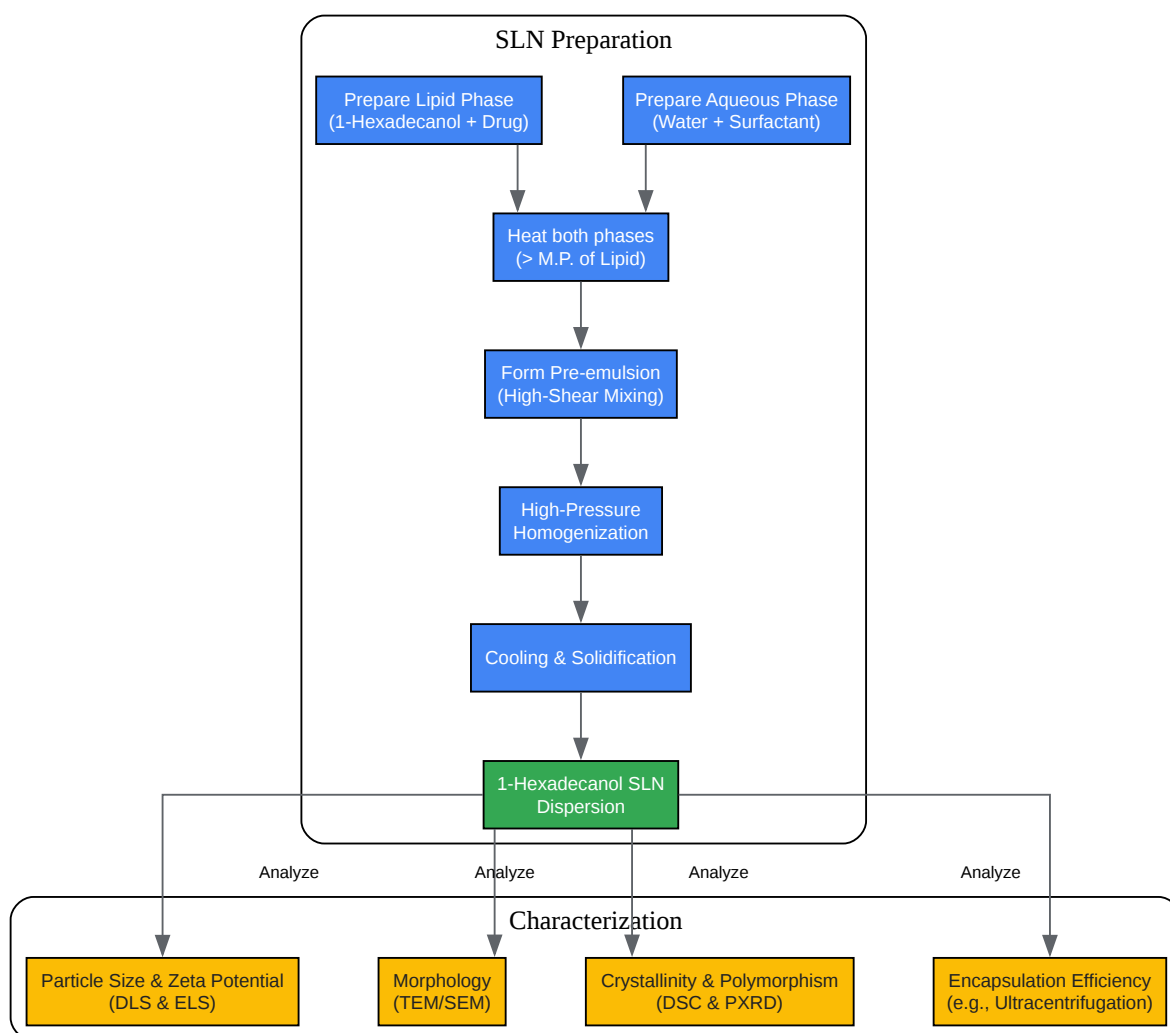 SLN Preparation
Prepare Lipid Phase
(1-Hexadecanol + Drug)
Prepare Aqueous Phase
(Water + Surfactant)
Heat both phases
(> M.P. of Lipid)
Form Pre-emulsion
(High-Shear Mixing)
High-Pressure
Homogenization
Cooling & Solidification
1-Hexadecanol SLN
Dispersion
Analyze
Analyze
Analyze
Analyze
Characterization
Particle Size & Zeta Potential
(DLS & ELS)
Morphology
(TEM/SEM)
Crystallinity & Polymorphism
(DSC & PXRD)
Encapsulation Efficiency
(e.g., Ultracentrifugation)